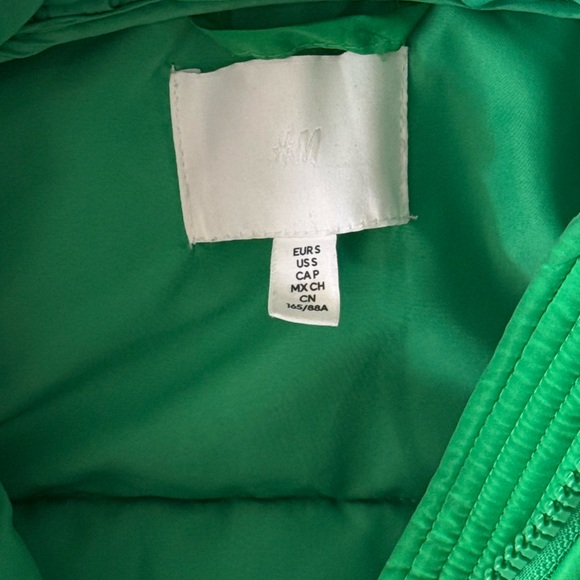 H&M
EUR S
US S
CA P
MX CH
CN
165/88A